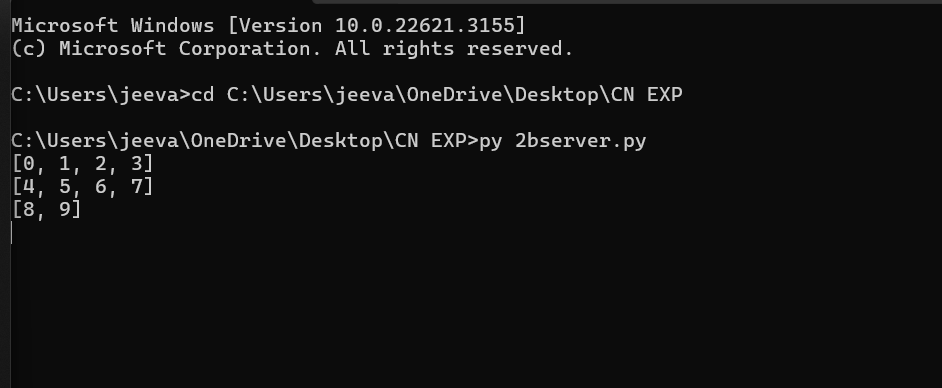 Microsoft Windows [Version 10.0.22621.3155]
(c) Microsoft Corporation. All rights reserved.
C:\Users\jeeva>cd C:\Users\jeeva\OneDrive\Desktop\CN EXP
C:\Users\jeeva\OneDrive\Desktop\CN EXP>py 2bserver.py
[0, 1, 2, 3]
[4, 5, 6, 7]
[8, 9]